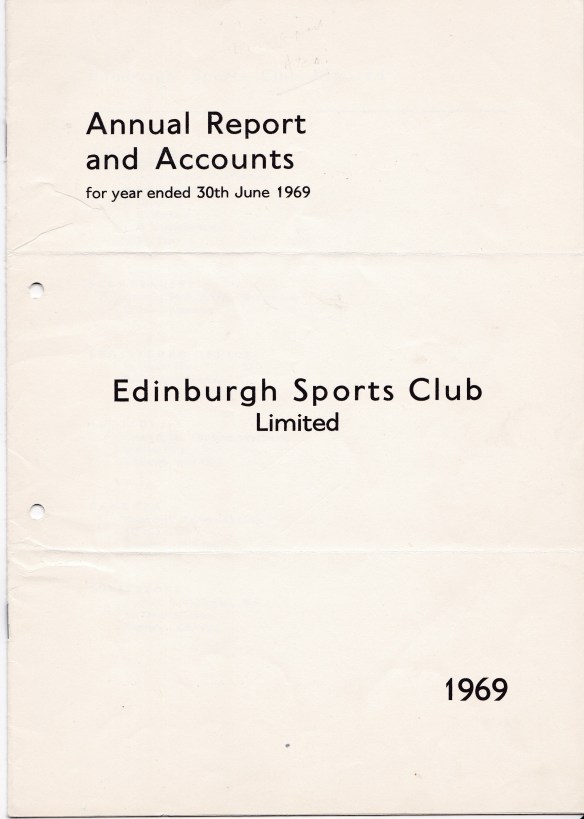 Annual Report
and Accounts
for year ended 30th June 1969
Edinburgh Sports Club
Limited
1969